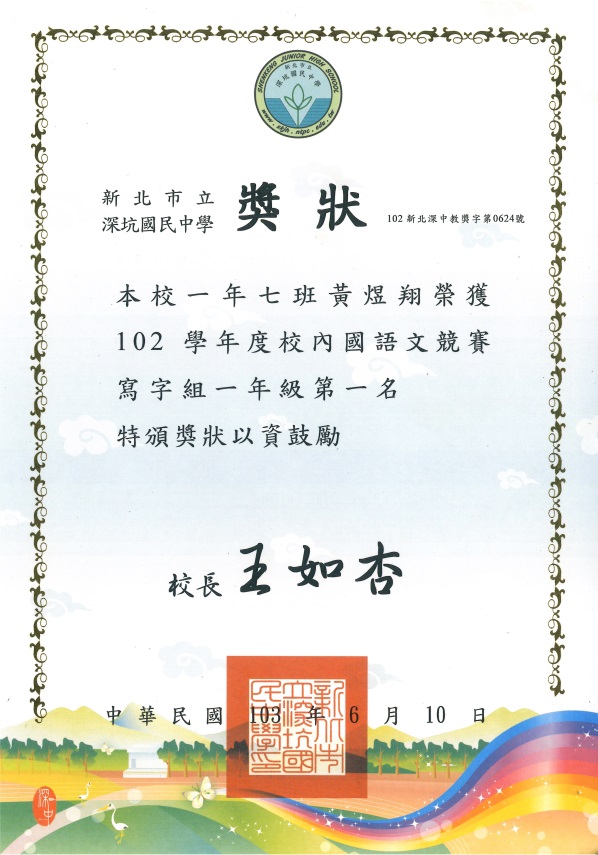 SHENKENG JUNIOR HIGH SCHOOL
新北市立
深坑國民中學
www.skjh.ntpc.edu.tw
新北市立
深坑國民中學
獎狀
102新北深中教獎字第0624號
本校一年七班黃煜翔榮獲
102 學年度校內國語文競賽
寫字組一年級第一名
特頒獎狀以資鼓勵
校長 王如杏
新北市
立深坑國
民中學印
中華民國 103 年 6 月 10 日
深中